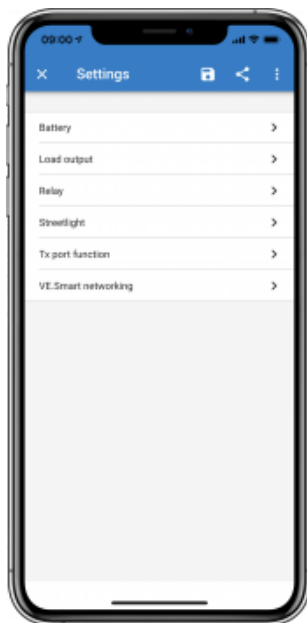 09:00
Settings
Battery
Load output
Relay
Streetlight
Tx port function
VE.Smart networking